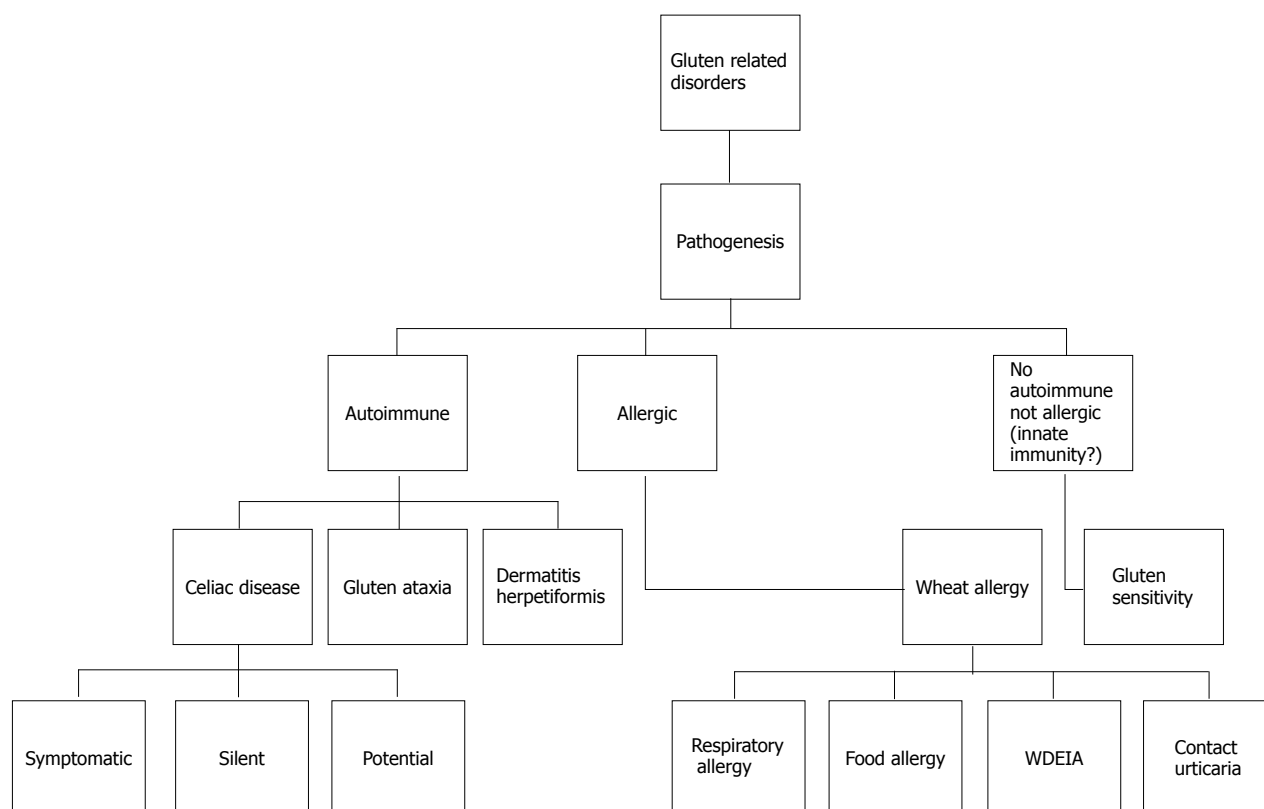 Gluten related
disorders
Pathogenesis
Autoimmune
Allergic
No
autoimmune
not allergic
(innate
immunity?)
Celiac disease
Gluten ataxia
Dermatitis
herpetiformis
Wheat allergy
Gluten
sensitivity
Symptomatic
Silent
Potential
Respiratory
allergy
Food allergy
WDEIA
Contact
urticaria